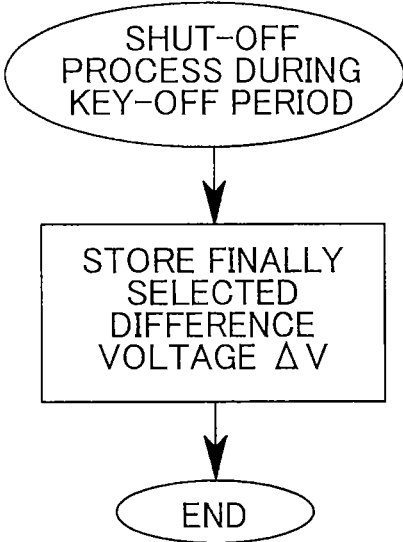 SHUT-OFF
PROCESS DURING
KEY-OFF PERIOD
STORE FINALLY
SELECTED
DIFFERENCE
VOLTAGE ΔV
END